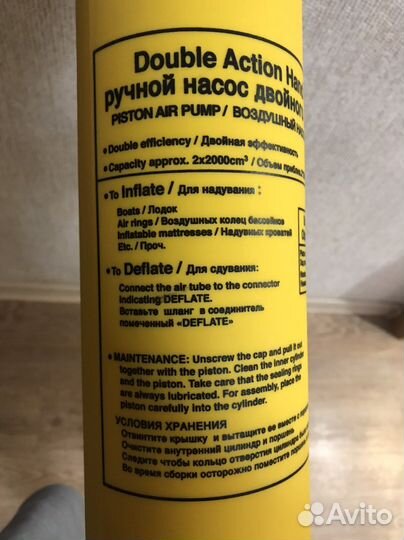 Double Action Han
ручной насос двойного
PISTON AIR PUMP / ВОЗДУШНЫЙ
• Double efficiency / Двойная эффективность
• Capacity approx. 2x2000cm³ / Объем
• To Inflate / Для надувания :
Boats / Лодок
Air rings / Воздушных колец бассейнов
Inflatable mattresses / Надувных кроватей
Etc. / Проч.
• To Deflate / Для сдувания:
Connect the air tube to the connector
indicating DEFLATE.
Вставьте шланг в соединитель
помеченный «DEFLATE»
• MAINTENANCE: Unscrew the cap and pull it out
together with the piston. Clean the inner cylinder
and the piston. Take care that the sealing rings
are always lubricated. For assembly, place the
piston carefully into the cylinder.
УСЛОВИЯ ХРАНЕНИЯ
Отвинтите крышку и вытащите ее вместе с
Очистите внутренний цилиндр и поршень
Следите чтобы кольцо отверстия цилиндра
Во время сборки осторожно поместите
Avito